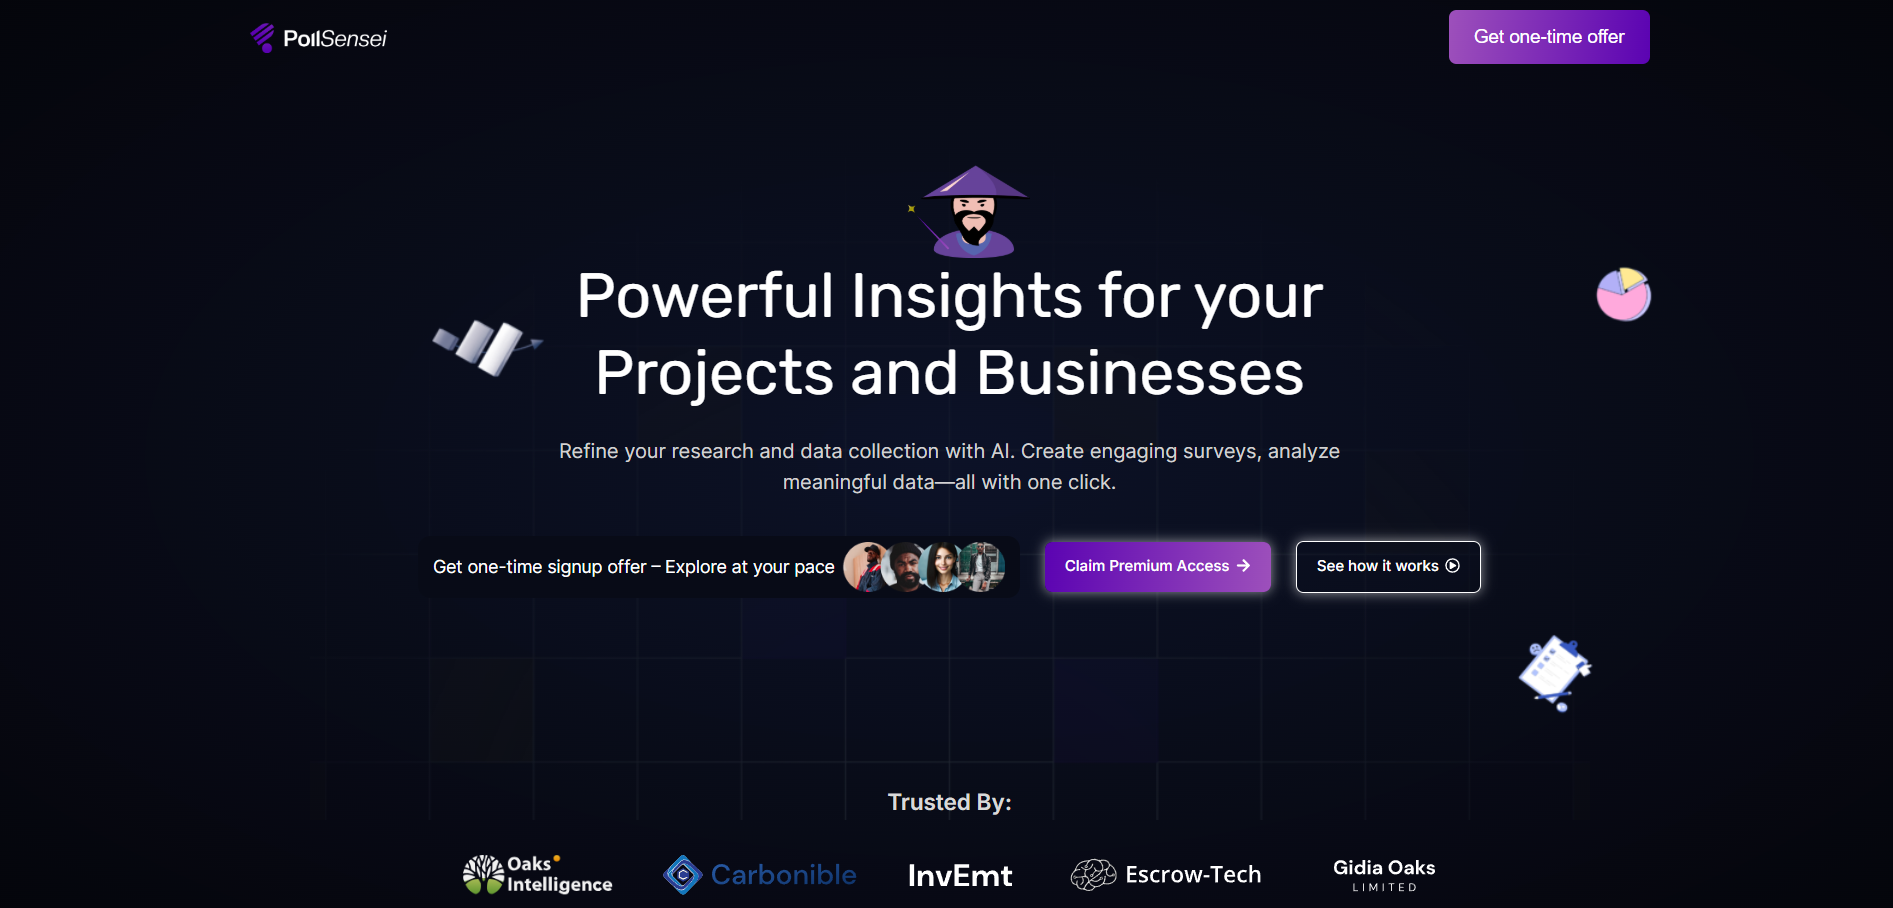 PollSensei
Get one-time offer
Powerful Insights for your
Projects and Businesses
Refine your research and data collection with AI. Create engaging surveys, analyze
meaningful data—all with one click.
Get one-time signup offer – Explore at your pace
Claim Premium Access
See how it works
Trusted By:
Oaks
Intelligence
Carbonible
InvEmt
Escrow-Tech
Gidia Oaks
LIMITED